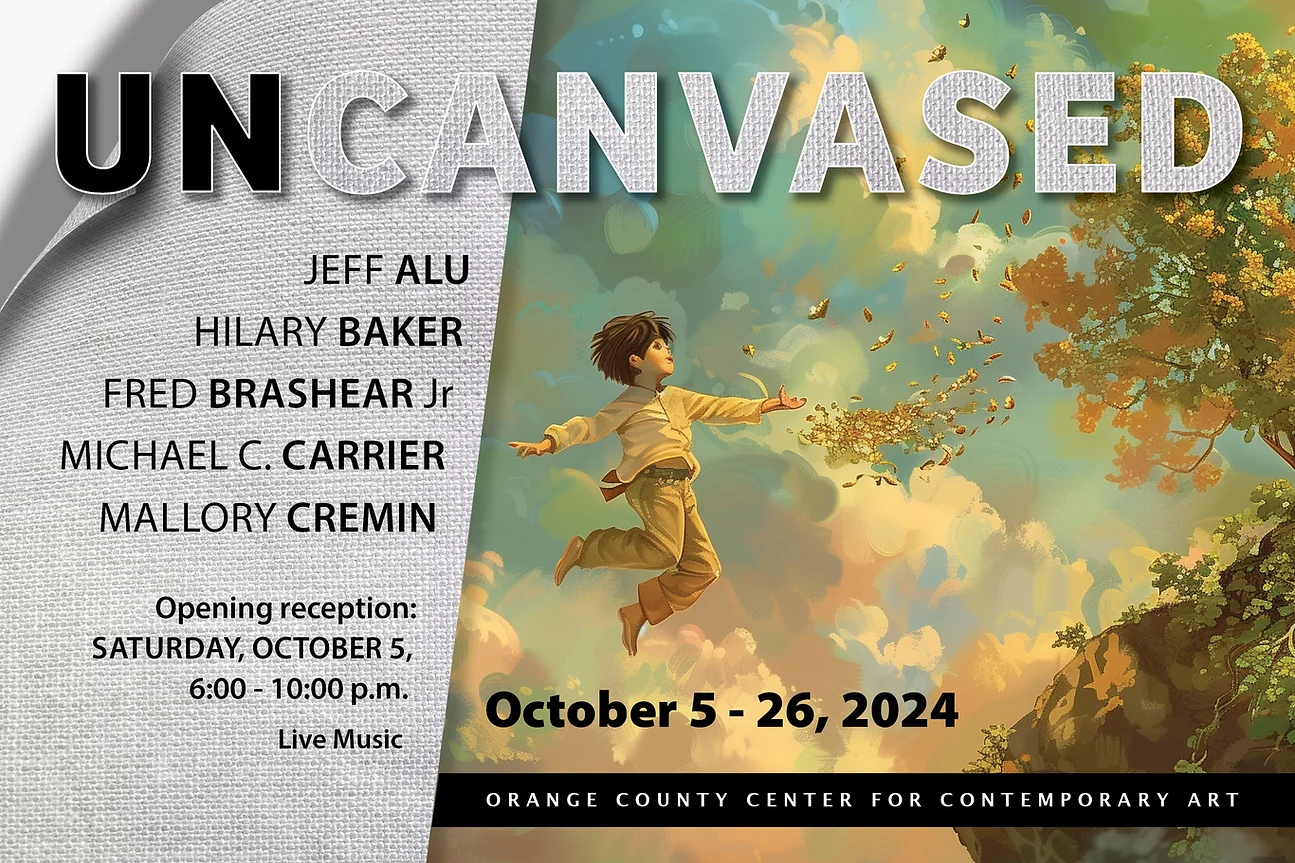 UNCANVASED
JEFF ALU
HILARY BAKER
FRED BRASHEAR Jr
MICHAEL C. CARRIER
MALLORY CREMIN
Opening reception:
SATURDAY, OCTOBER 5,
6:00 - 10:00 p.m.
Live Music
October 5 - 26, 2024
ORANGE COUNTY CENTER FOR CONTEMPORARY ART